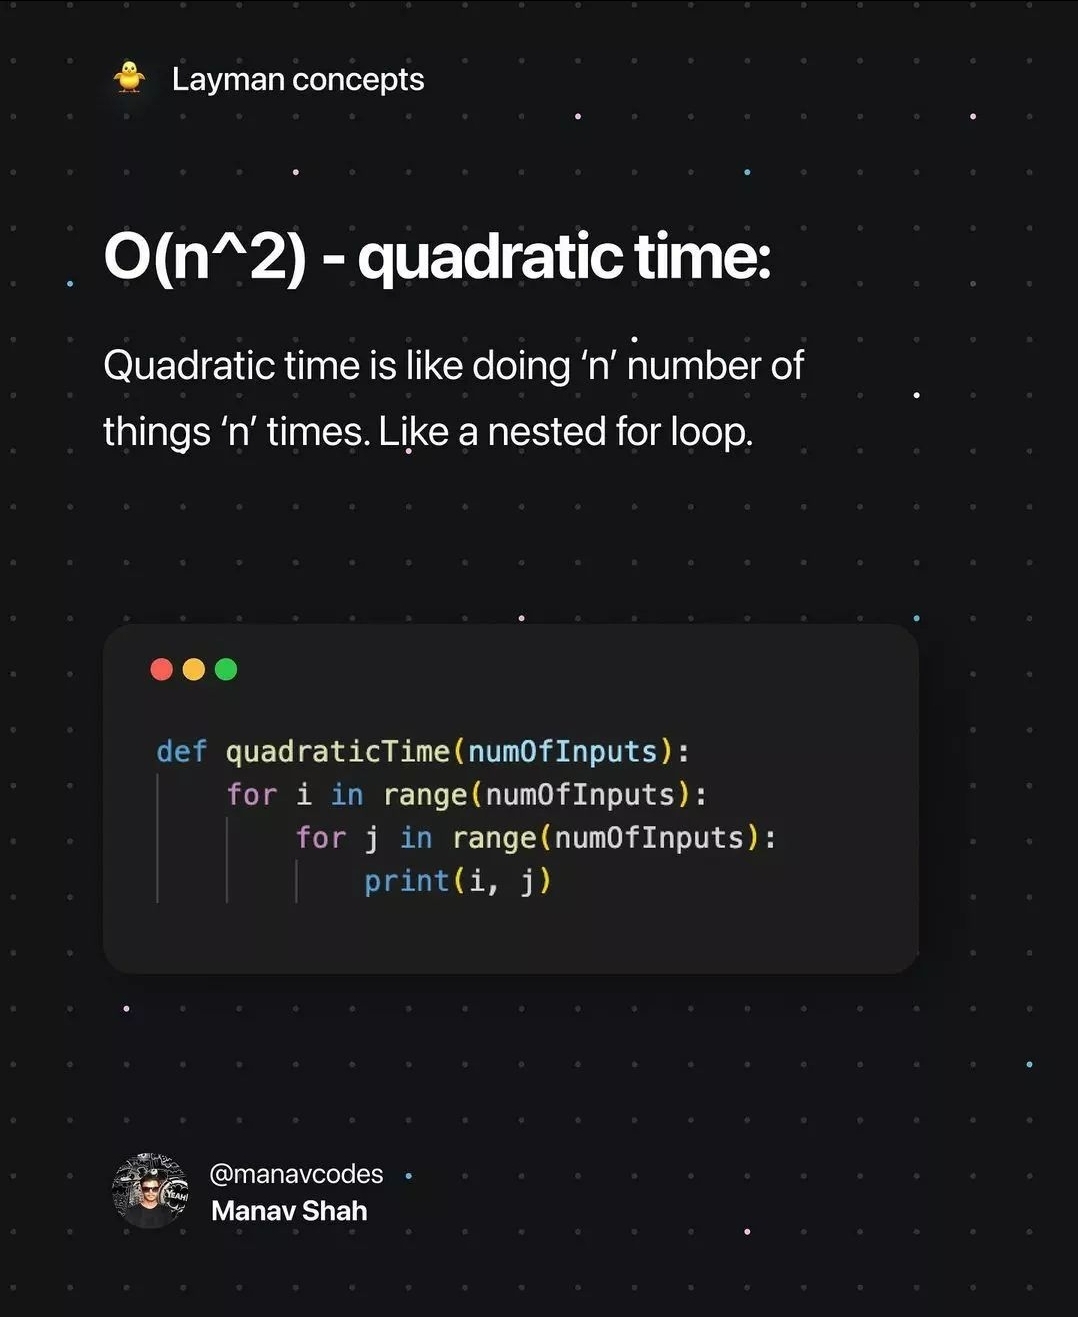 Layman concepts
O(n^2) - quadratic time:
Quadratic time is like doing ‘n’ number of
things ‘n’ times. Like a nested for loop.
def quadraticTime(numOfInputs):
    for i in range(numOfInputs):
        for j in range(numOfInputs):
            print(i, j)
@manavcodes
Manav Shah
YEAH!